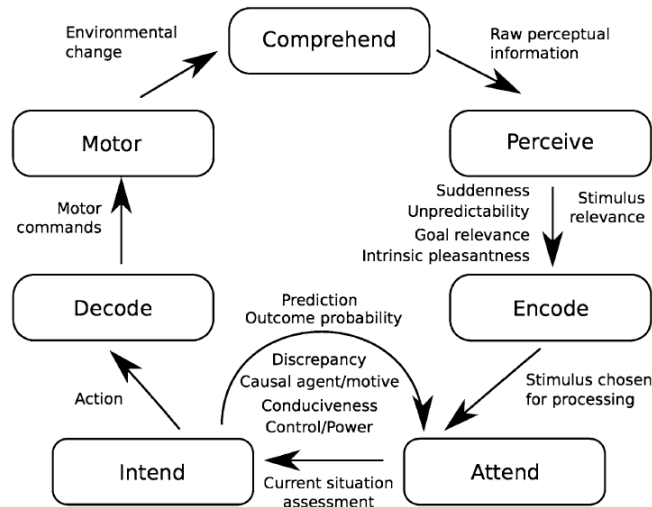 Environmental
change
Comprehend
Raw perceptual
information
Motor
Perceive
Motor
commands
Suddenness
Unpredictability
Goal relevance
Intrinsic pleasantness
Stimulus
relevance
Decode
Encode
Prediction
Outcome probability
Discrepancy
Causal agent/motive
Conduciveness
Control/Power
Action
Stimulus chosen
for processing
Intend
Attend
Current situation
assessment